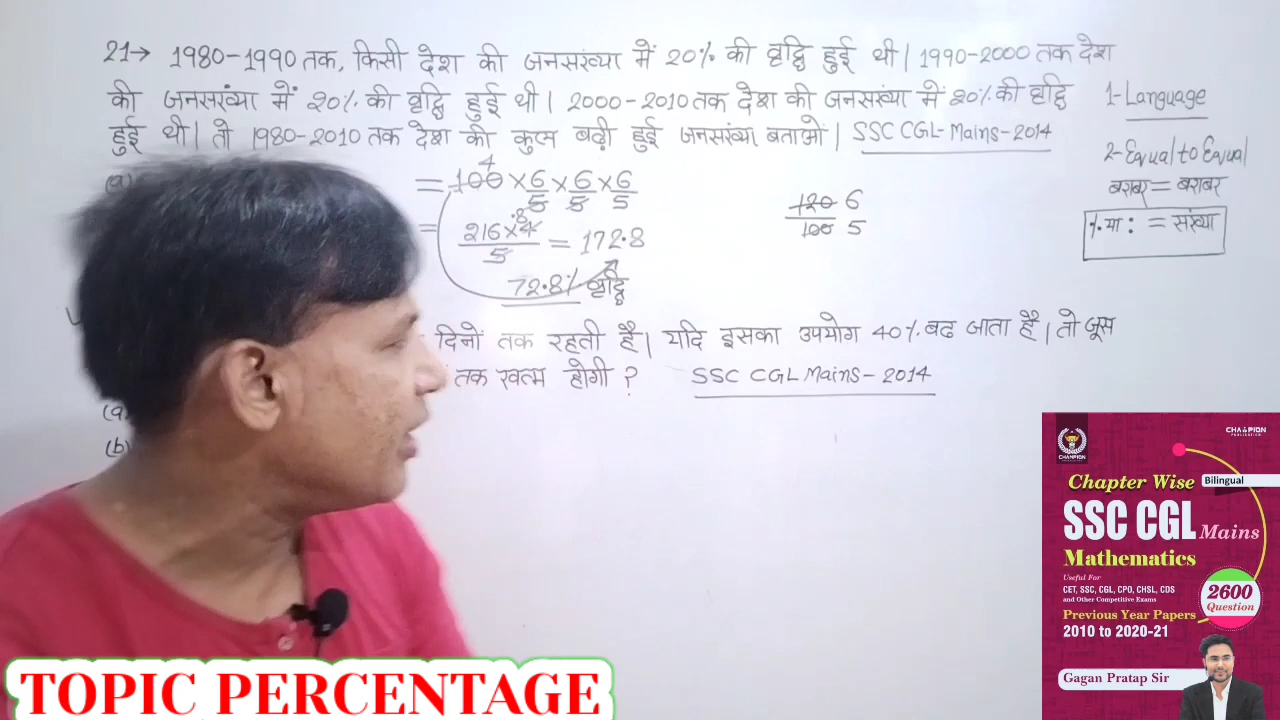 21→ 1980-1990 तक, किसी देश की जनसंख्या में 20% की वृद्धि हुई थी | 1990-2000 तक देश
की जनसंख्या में 20% की वृद्धि हुई थी | 2000-2010 तक देश की जनसंख्या में 20% की वृद्धि
हुई थी | तो 1980-2010 तक देश की कुल बढ़ी हुई जनसंख्या बताओ | SSC CGL- Mains-2014
(a)
4
= 100 × 6/5 × 6/5 × 6/5
.8
= 216×4/5 = 172.8
72.8% वृद्धि
120 6
100 5
1-Language
2-Equal to Equal
बराबर = बराबर
% या : = संख्या
दिनों तक रहती है | यदि इसका उपयोग 40% बढ जाता है | तो जूस
तक खत्म होगी ? SSC CGL Mains-2014
(a)
(b)
CHAMPION
CHAMPION
PUBLICATION
Chapter Wise Bilingual
SSC CGL Mains
Mathematics
Useful For
CET, SSC, CGL, CPO, CHSL, CDS
and Other Competitive Exams
2600
Question
Previous Year Papers
2010 to 2020-21
Gagan Pratap Sir
TOPIC PERCENTAGE